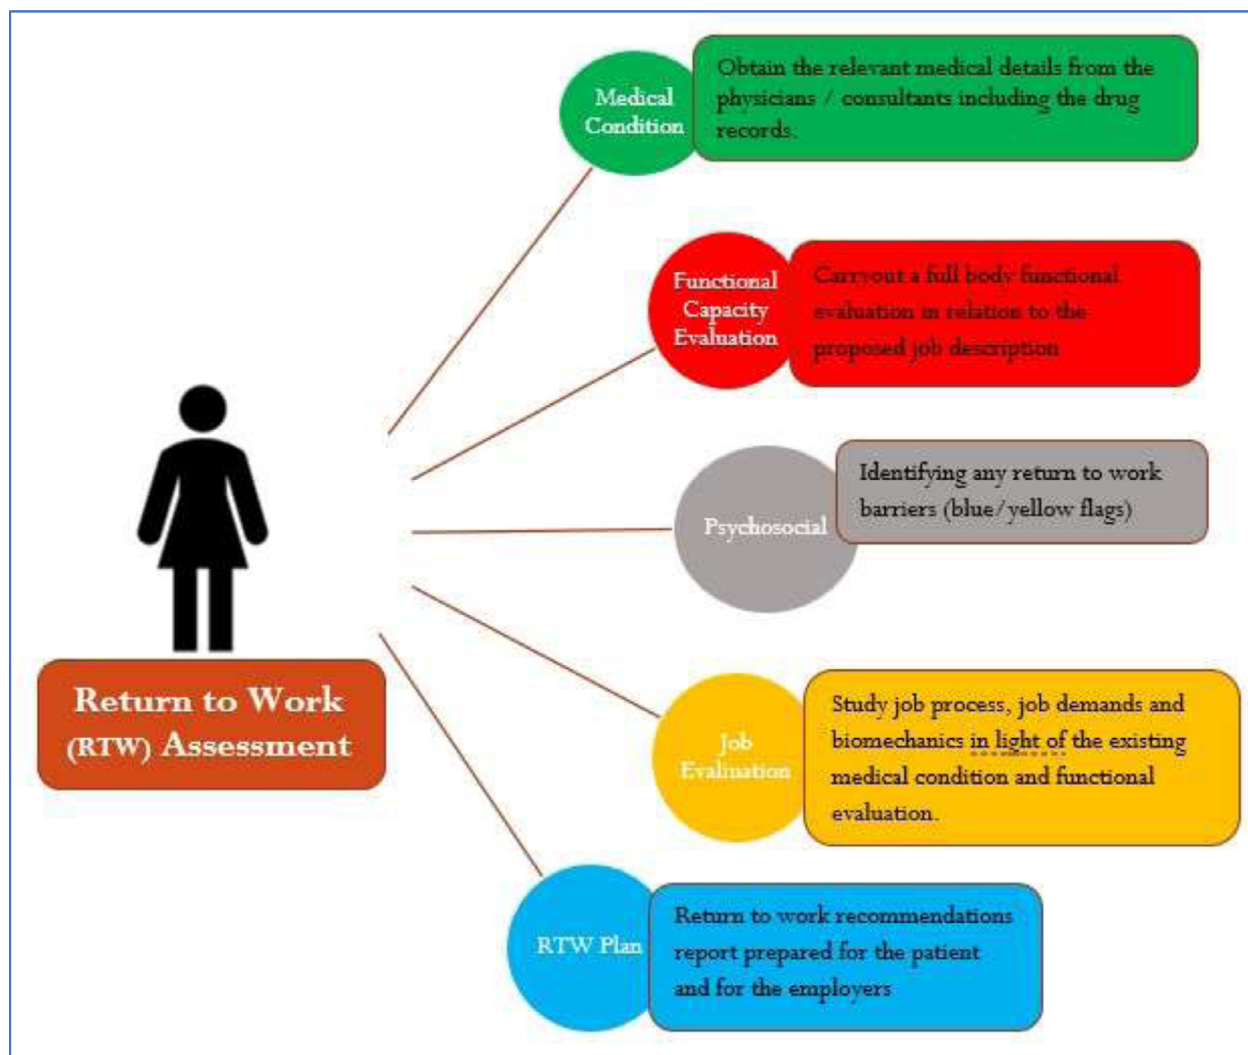 Medical
Condition
Obtain the relevant medical details from the
physicians / consultants including the drug
records.
Functional
Capacity
Evaluation
Carryout a full body functional
evaluation in relation to the
proposed job description
Psychosocial
Identifying any return to work
barriers (blue/yellow flags)
Return to Work
(RTW) Assessment
Job
Evaluation
Study job process, job demands and
biomechanics in light of the existing
medical condition and functional
evaluation.
RTW Plan
Return to work recommendations
report prepared for the patient
and for the employers